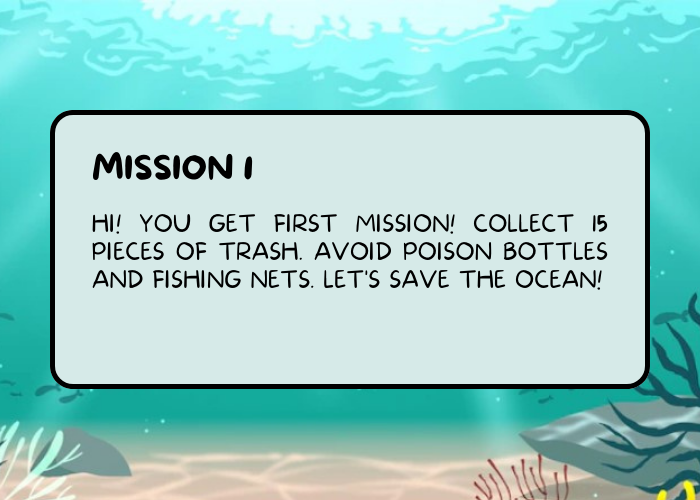 MISSION 1
HI! YOU GET FIRST MISSION! COLLECT 15
PIECES OF TRASH. AVOID POISON BOTTLES
AND FISHING NETS. LET'S SAVE THE OCEAN!